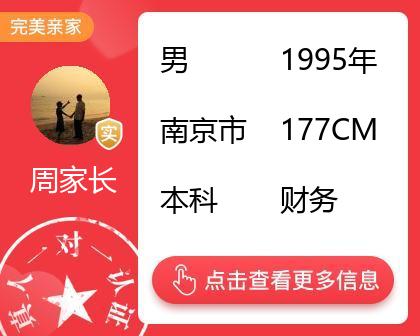 完美亲家
实
周家长
真人一对一认证
男 1995年
南京市 177CM
本科 财务
点击查看更多信息